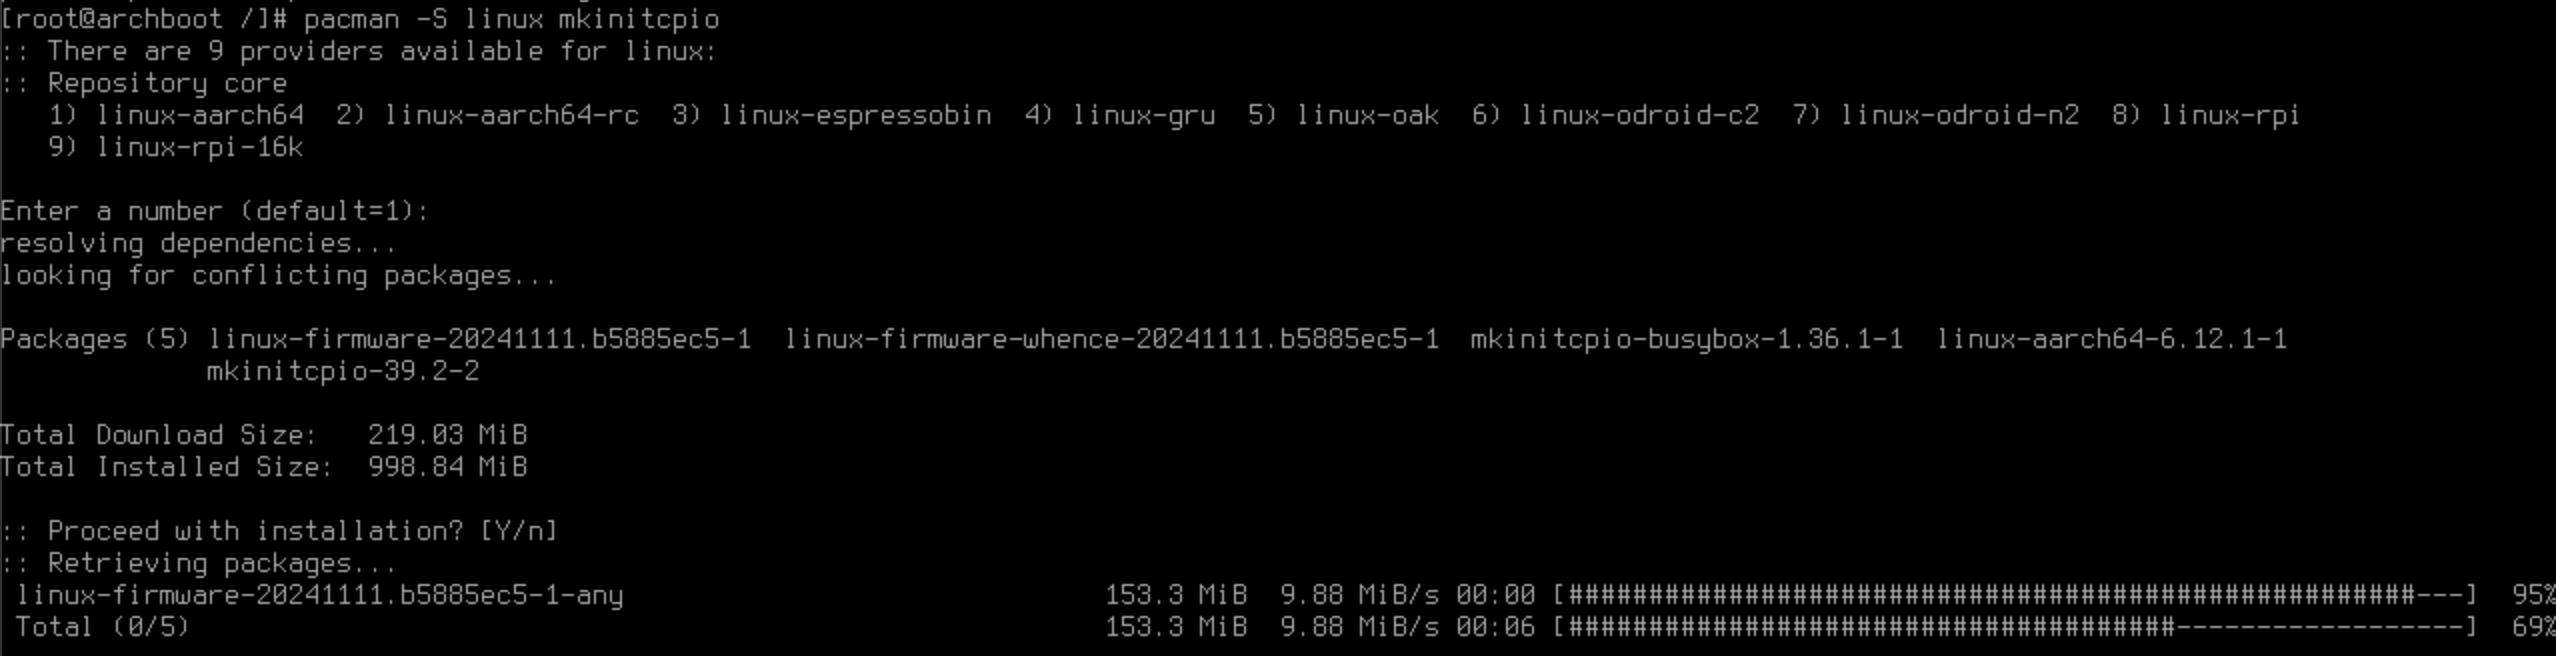 [root@archboot /]# pacman -S linux mkinitcpio
:: There are 9 providers available for linux:
:: Repository core
   1) linux-aarch64  2) linux-aarch64-rc  3) linux-espressobin  4) linux-gru  5) linux-oak  6) linux-odroid-c2  7) linux-odroid-n2  8) linux-rpi
   9) linux-rpi-16k

Enter a number (default=1):
resolving dependencies...
looking for conflicting packages...

Packages (5) linux-firmware-20241111.b5885ec5-1  linux-firmware-whence-20241111.b5885ec5-1  mkinitcpio-busybox-1.36.1-1  linux-aarch64-6.12.1-1
             mkinitcpio-39.2-2

Total Download Size:   219.03 MiB
Total Installed Size:  998.84 MiB

:: Proceed with installation? [Y/n]
:: Retrieving packages...
 linux-firmware-20241111.b5885ec5-1-any                              153.3 MiB  9.88 MiB/s 00:00 [#####################################################---]  95%
 Total (0/5)                                                         153.3 MiB  9.88 MiB/s 00:06 [######################################------------------]  69%